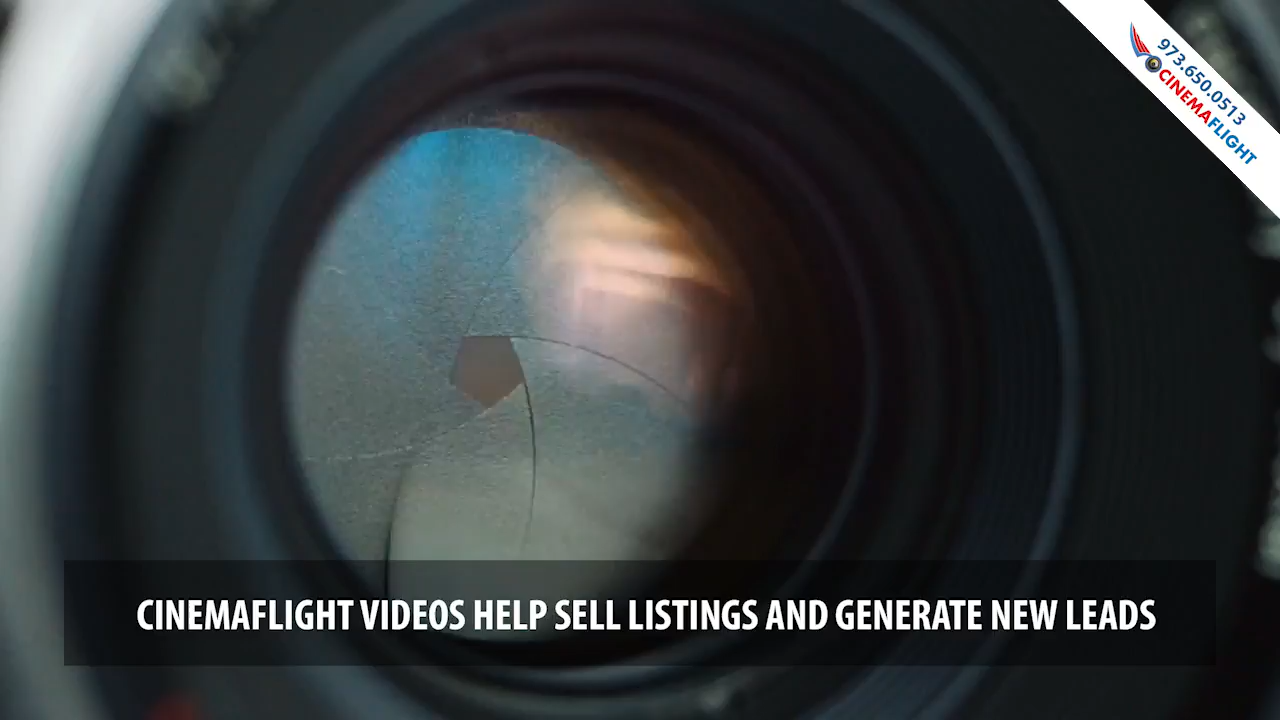 973.650.0513
CINEMAFLIGHT
CINEMAFLIGHT VIDEOS HELP SELL LISTINGS AND GENERATE NEW LEADS